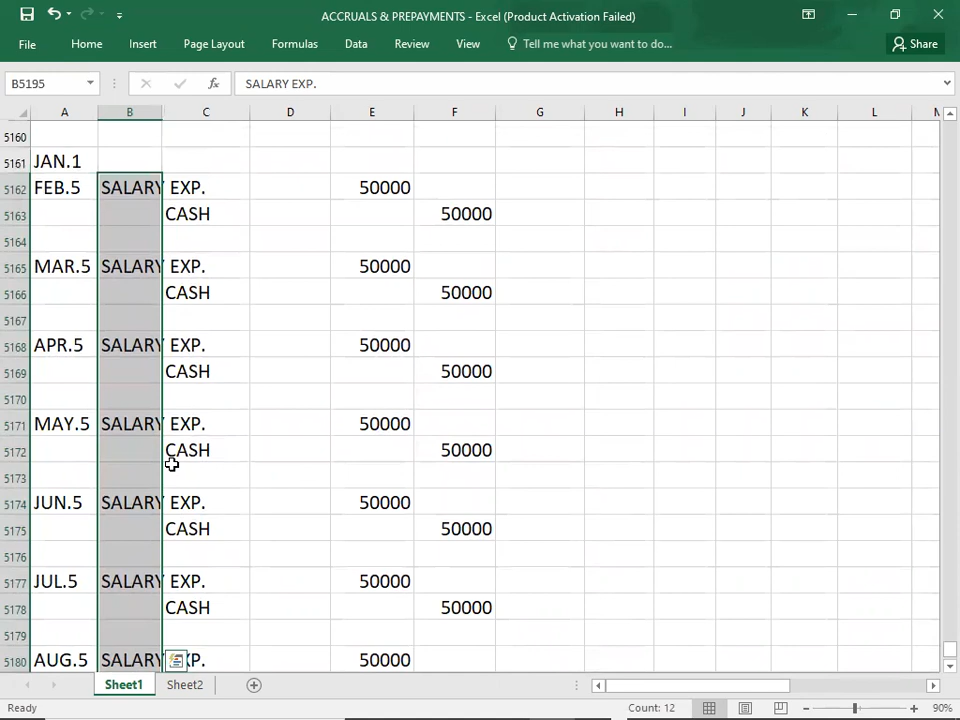 ACCRUALS & PREPAYMENTS - Excel (Product Activation Failed)
File Home Insert Page Layout Formulas Data Review View Tell me what you want to do... Share
B5195 fx SALARY EXP.
A B C D E F G H I J K L M
5160
5161 JAN.1
5162 FEB.5 SALARY EXP. 50000
5163 CASH 50000
5164
5165 MAR.5 SALARY EXP. 50000
5166 CASH 50000
5167
5168 APR.5 SALARY EXP. 50000
5169 CASH 50000
5170
5171 MAY.5 SALARY EXP. 50000
5172 CASH 50000
5173
5174 JUN.5 SALARY EXP. 50000
5175 CASH 50000
5176
5177 JUL.5 SALARY EXP. 50000
5178 CASH 50000
5179
5180 AUG.5 SALARY XP. 50000
Sheet1 Sheet2
Ready Count: 12 90%